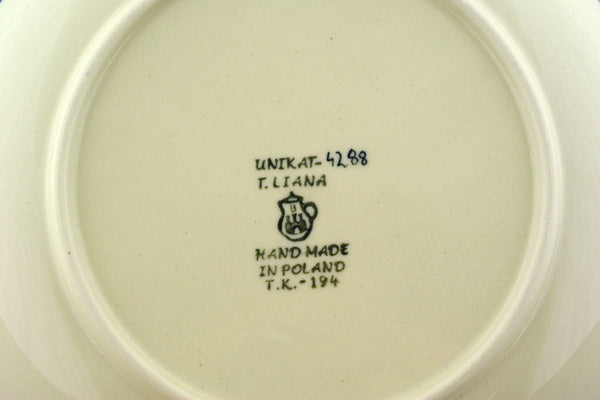 UNIKAT-4288
T. LIANA
B
HAND MADE
IN POLAND
T.K.-194